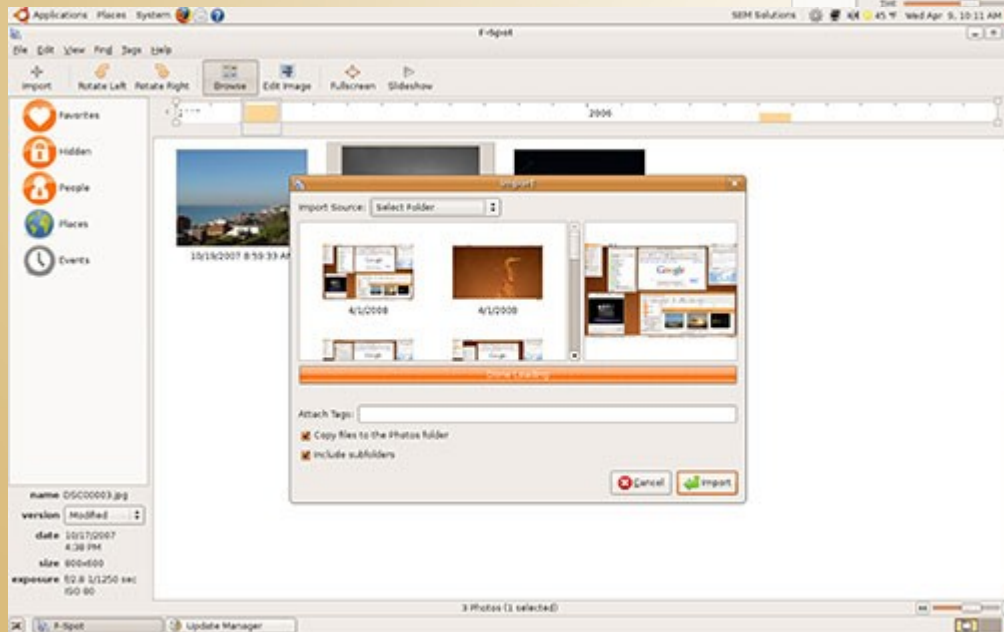 Applications Places System
SEM Solutions 45 °F Wed Apr 9, 10:11 AM
F-Spot
File Edit View Find Tags Help
Import Rotate Left Rotate Right Browse Edit Image Fullscreen Slideshow
Favorites
2006
Hidden
People
Places
Events
10/19/2007 8:59:33 AM
Import
Import Source: Select Folder
Google
4/1/2008 4/1/2008
Google
Done Loading
Attach Tags:
Copy files to the Photos folder
Include subfolders
Cancel Import
name DSC00003.jpg
version Modified
date 10/17/2007
4:38 PM
size 800x600
exposure f/2.8 1/1250 sec
ISO 80
3 Photos (1 selected)
F-Spot Update Manager